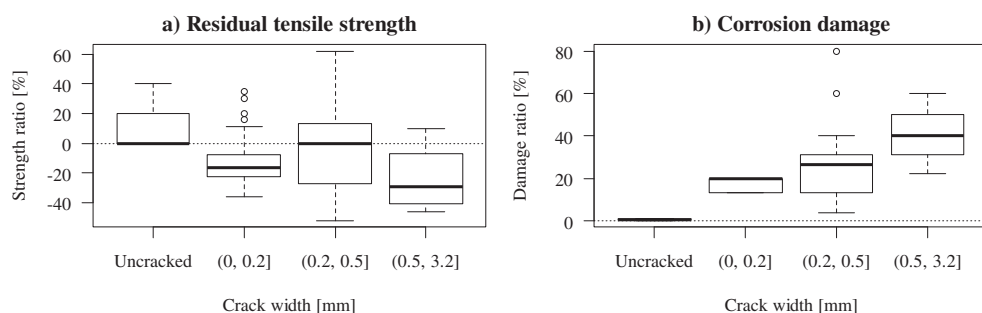 a) Residual tensile strength
Strength ratio [%]
60
40
20
0
-20
-40
Uncracked (0, 0.2] (0.2, 0.5] (0.5, 3.2]
Crack width [mm]
b) Corrosion damage
Damage ratio [%]
80
60
40
20
0
Uncracked (0, 0.2] (0.2, 0.5] (0.5, 3.2]
Crack width [mm]